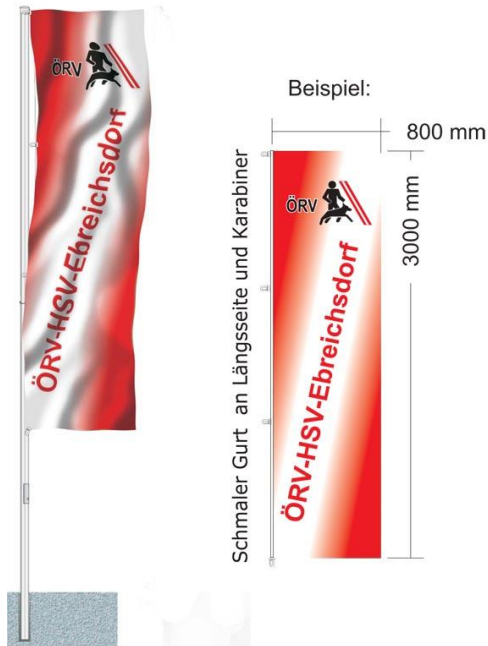 ÖRV
ÖRV-HSV-Ebreichsdorf
Beispiel:
800 mm
3000 mm
Schmaler Gurt an Längsseite und Karabiner
ÖRV
ÖRV-HSV-Ebreichsdorf